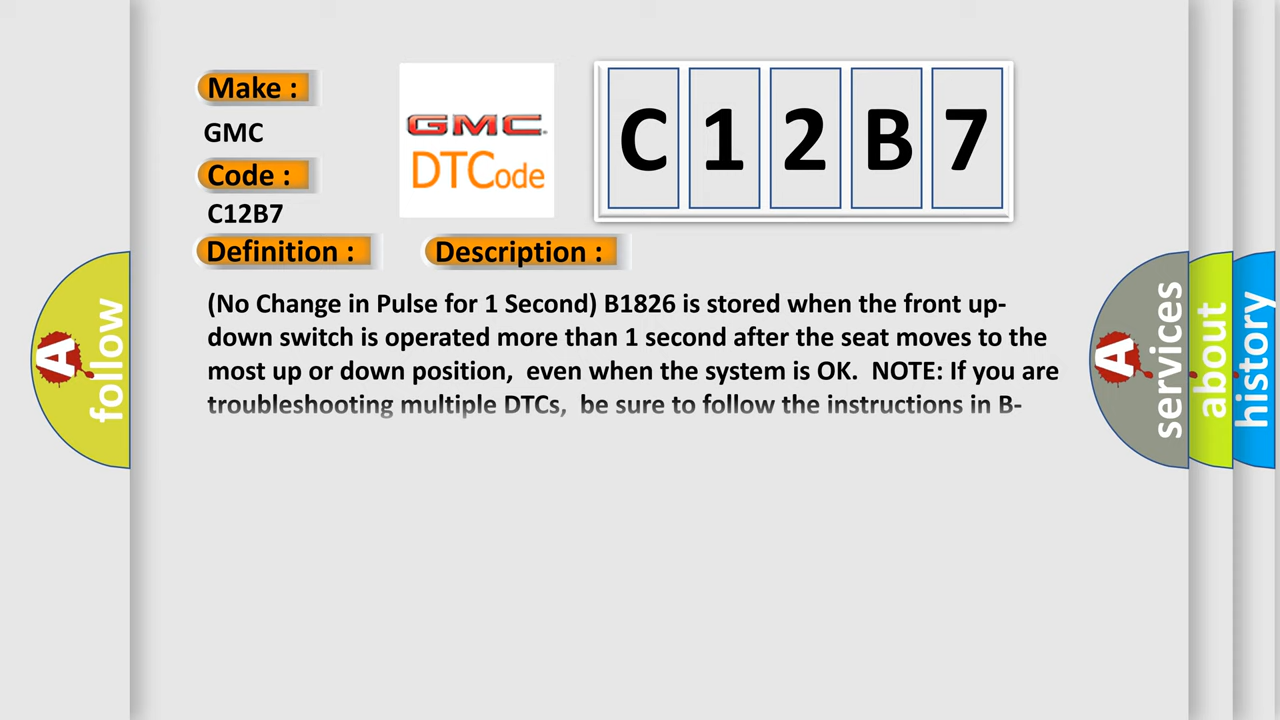 Make :
GMC
Code :
C12B7
GMC
DTCode
C 1 2 B 7
Definition :
Description :
(No Change in Pulse for 1 Second) B1826 is stored when the front up-
down switch is operated more than 1 second after the seat moves to the
most up or down position, even when the system is OK NOTE: If you are
troubleshooting multiple DTCs, be sure to follow the instructions in B-
A follow
A services
about
history